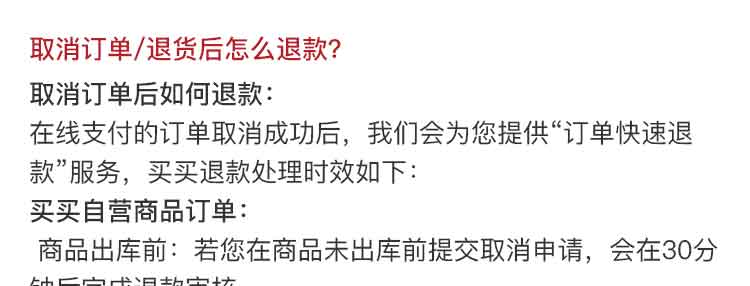 取消订单/退货后怎么退款?
取消订单后如何退款：
在线支付的订单取消成功后，我们会为您提供“订单快速退
款”服务，买买退款处理时效如下：
买买自营商品订单：
商品出库前：若您在商品未出库前提交取消申请，会在30分
钟后完成退款审核